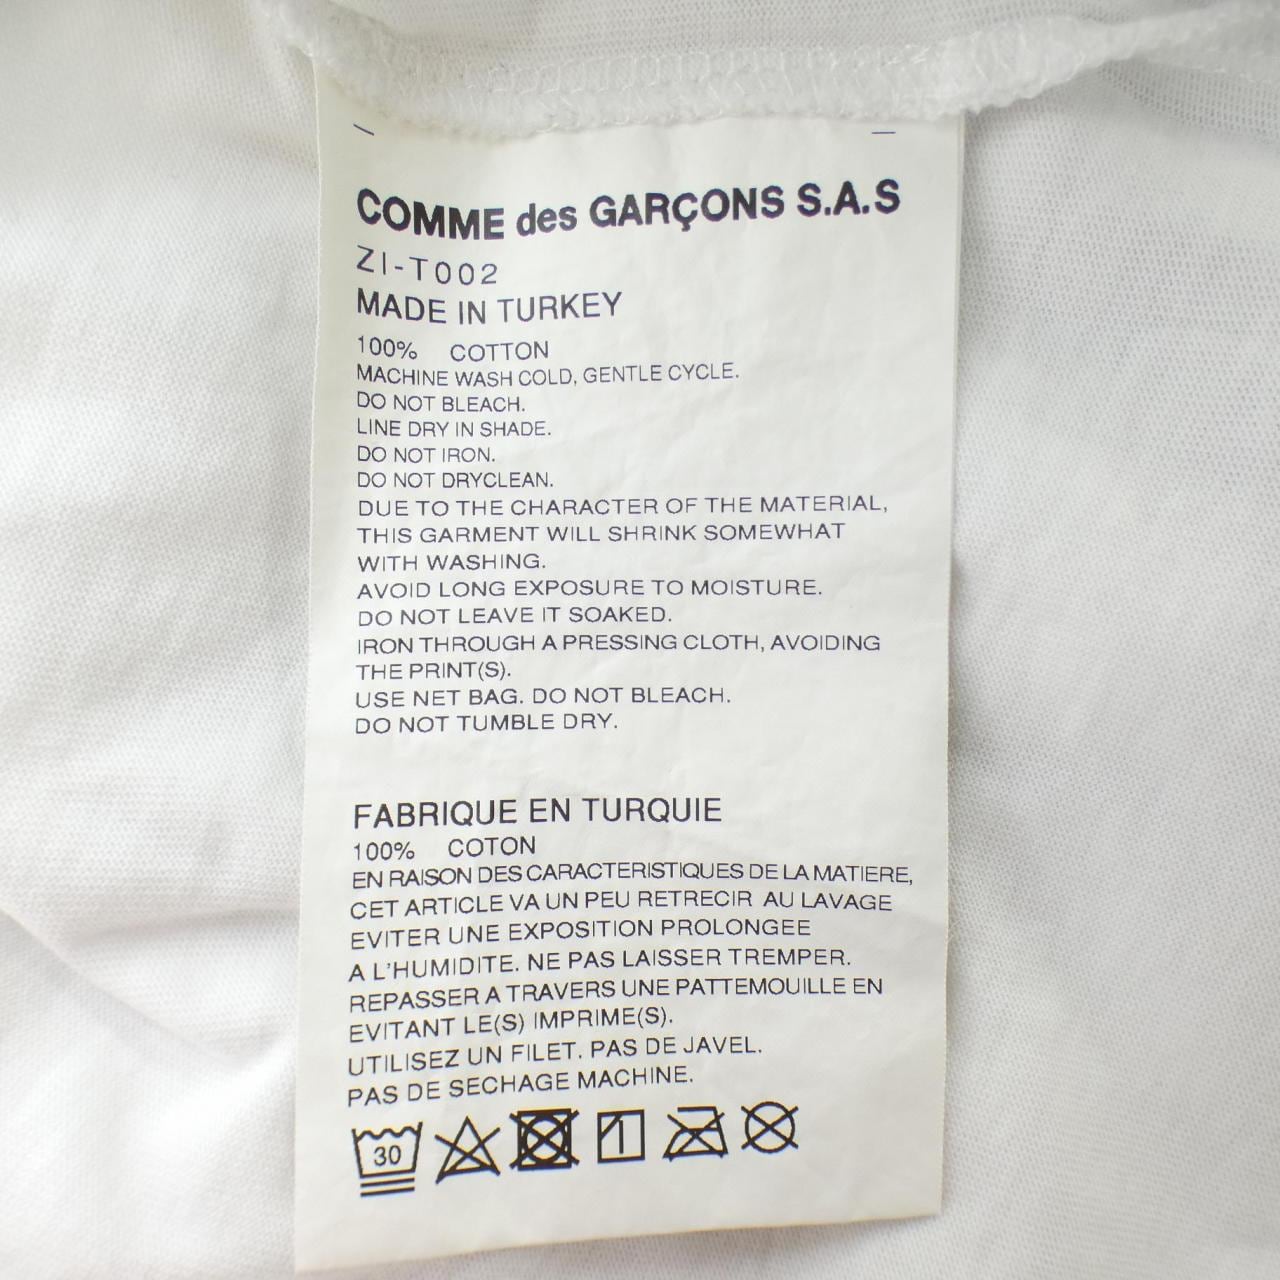 COMME des GARÇONS S.A.S
ZI-T002
MADE IN TURKEY
100% COTTON
MACHINE WASH COLD, GENTLE CYCLE.
DO NOT BLEACH.
LINE DRY IN SHADE.
DO NOT IRON.
DO NOT DRYCLEAN.
DUE TO THE CHARACTER OF THE MATERIAL,
THIS GARMENT WILL SHRINK SOMEWHAT
WITH WASHING.
AVOID LONG EXPOSURE TO MOISTURE.
DO NOT LEAVE IT SOAKED.
IRON THROUGH A PRESSING CLOTH, AVOIDING
THE PRINT(S).
USE NET BAG. DO NOT BLEACH.
DO NOT TUMBLE DRY.
FABRIQUE EN TURQUIE
100% COTON
EN RAISON DES CARACTERISTIQUES DE LA MATIERE,
CET ARTICLE VA UN PEU RETRECIR AU LAVAGE
EVITER UNE EXPOSITION PROLONGEE
A L'HUMIDITE. NE PAS LAISSER TREMPER.
REPASSER A TRAVERS UNE PATTEMOUILLE EN
EVITANT LE(S) IMPRIME(S).
UTILISEZ UN FILET. PAS DE JAVEL.
PAS DE SECHAGE MACHINE.
30